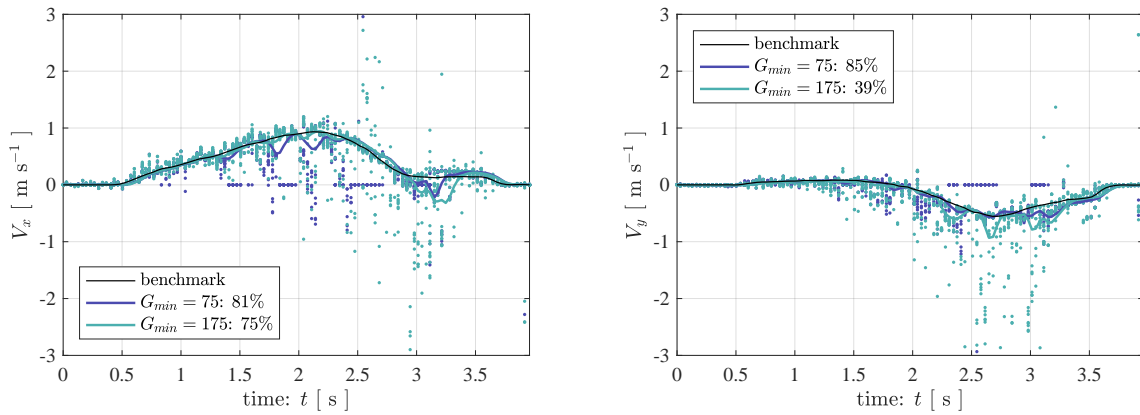 3
2
1
0
-1
-2
-3
V_x [ m s⁻¹ ]
benchmark
G_min = 75: 81%
G_min = 175: 75%
0 0.5 1 1.5 2 2.5 3 3.5
time: t [ s ]
3
2
1
0
-1
-2
-3
V_y [ m s⁻¹ ]
benchmark
G_min = 75: 85%
G_min = 175: 39%
0 0.5 1 1.5 2 2.5 3 3.5
time: t [ s ]